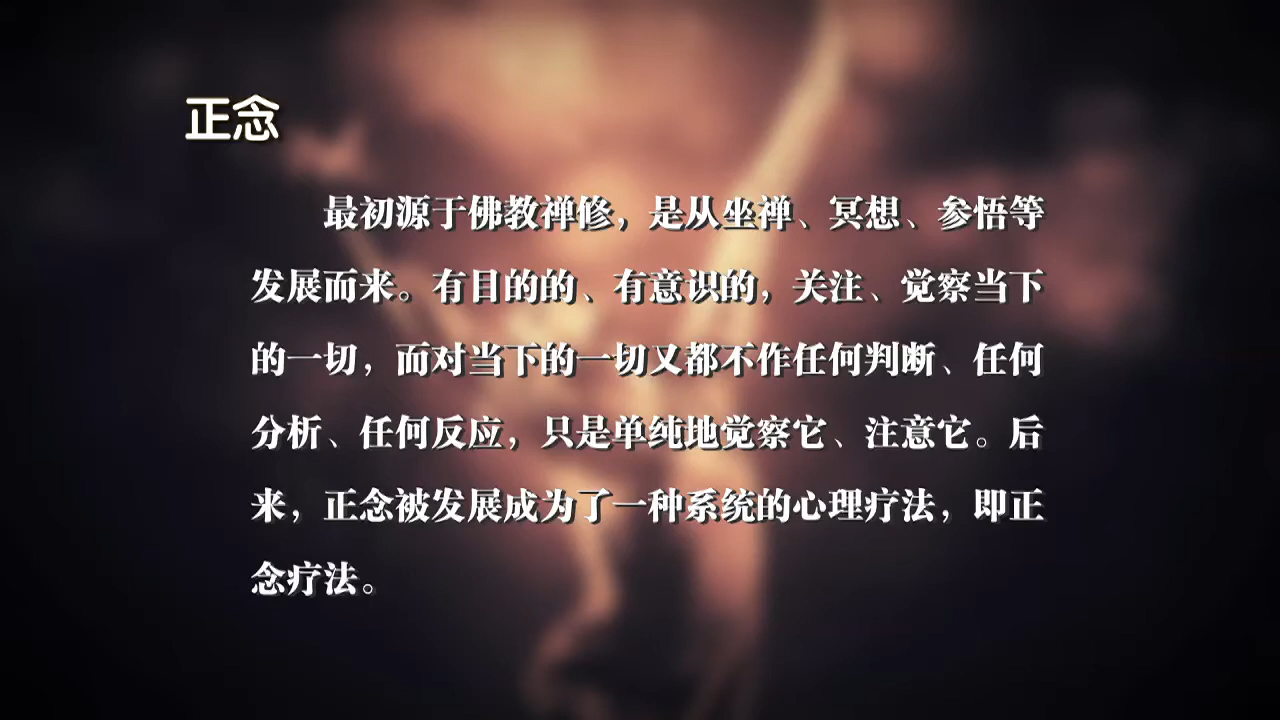 正念
最初源于佛教禅修，是从坐禅、冥想、参悟等
发展而来。有目的的、有意识的，关注、觉察当下
的一切，而对当下的一切又都不作任何判断、任何
分析、任何反应，只是单纯地觉察它、注意它。后
来，正念被发展成为了一种系统的心理疗法，即正
念疗法。